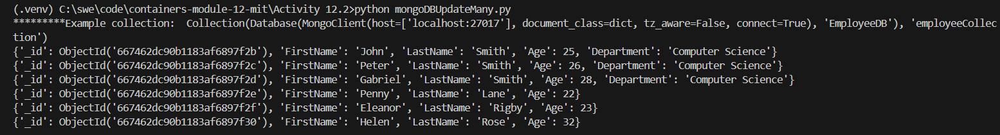 (.venv) C:\swe\code\containers-module-12-mit\Activity 12.2>python mongoDBUpdateMany.py
*********Example collection:  Collection(Database(MongoClient(host=['localhost:27017'], document_class=dict, tz_aware=False, connect=True), 'EmployeeDB'), 'employeeCollec
tion')
{'_id': ObjectId('667462dc90b1183af6897f2b'), 'FirstName': 'John', 'LastName': 'Smith', 'Age': 25, 'Department': 'Computer Science'}
{'_id': ObjectId('667462dc90b1183af6897f2c'), 'FirstName': 'Peter', 'LastName': 'Smith', 'Age': 26, 'Department': 'Computer Science'}
{'_id': ObjectId('667462dc90b1183af6897f2d'), 'FirstName': 'Gabriel', 'LastName': 'Smith', 'Age': 28, 'Department': 'Computer Science'}
{'_id': ObjectId('667462dc90b1183af6897f2e'), 'FirstName': 'Penny', 'LastName': 'Lane', 'Age': 22}
{'_id': ObjectId('667462dc90b1183af6897f2f'), 'FirstName': 'Eleanor', 'LastName': 'Rigby', 'Age': 23}
{'_id': ObjectId('667462dc90b1183af6897f30'), 'FirstName': 'Helen', 'LastName': 'Rose', 'Age': 32}